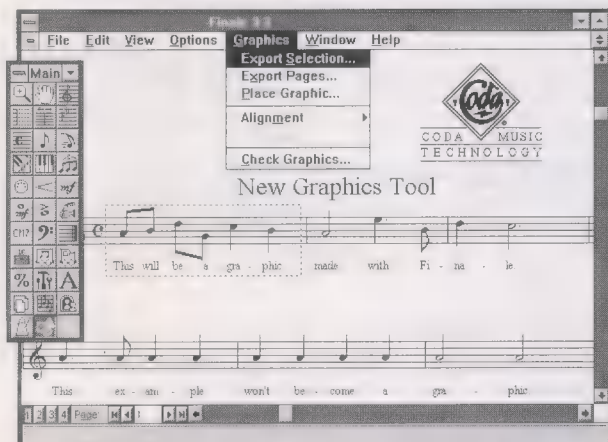 Finale 3.5
File Edit View Options Graphics Window Help
Export Selection...
Export Pages...
Place Graphic...
Alignment
Check Graphics...
Main
Coda
CODA MUSIC
TECHNOLOGY
New Graphics Tool
This will be a gra - phic made with Fi - na - le.
This ex - am - ple won't be - come a gra - phic
1 2 3 4 Page: 1